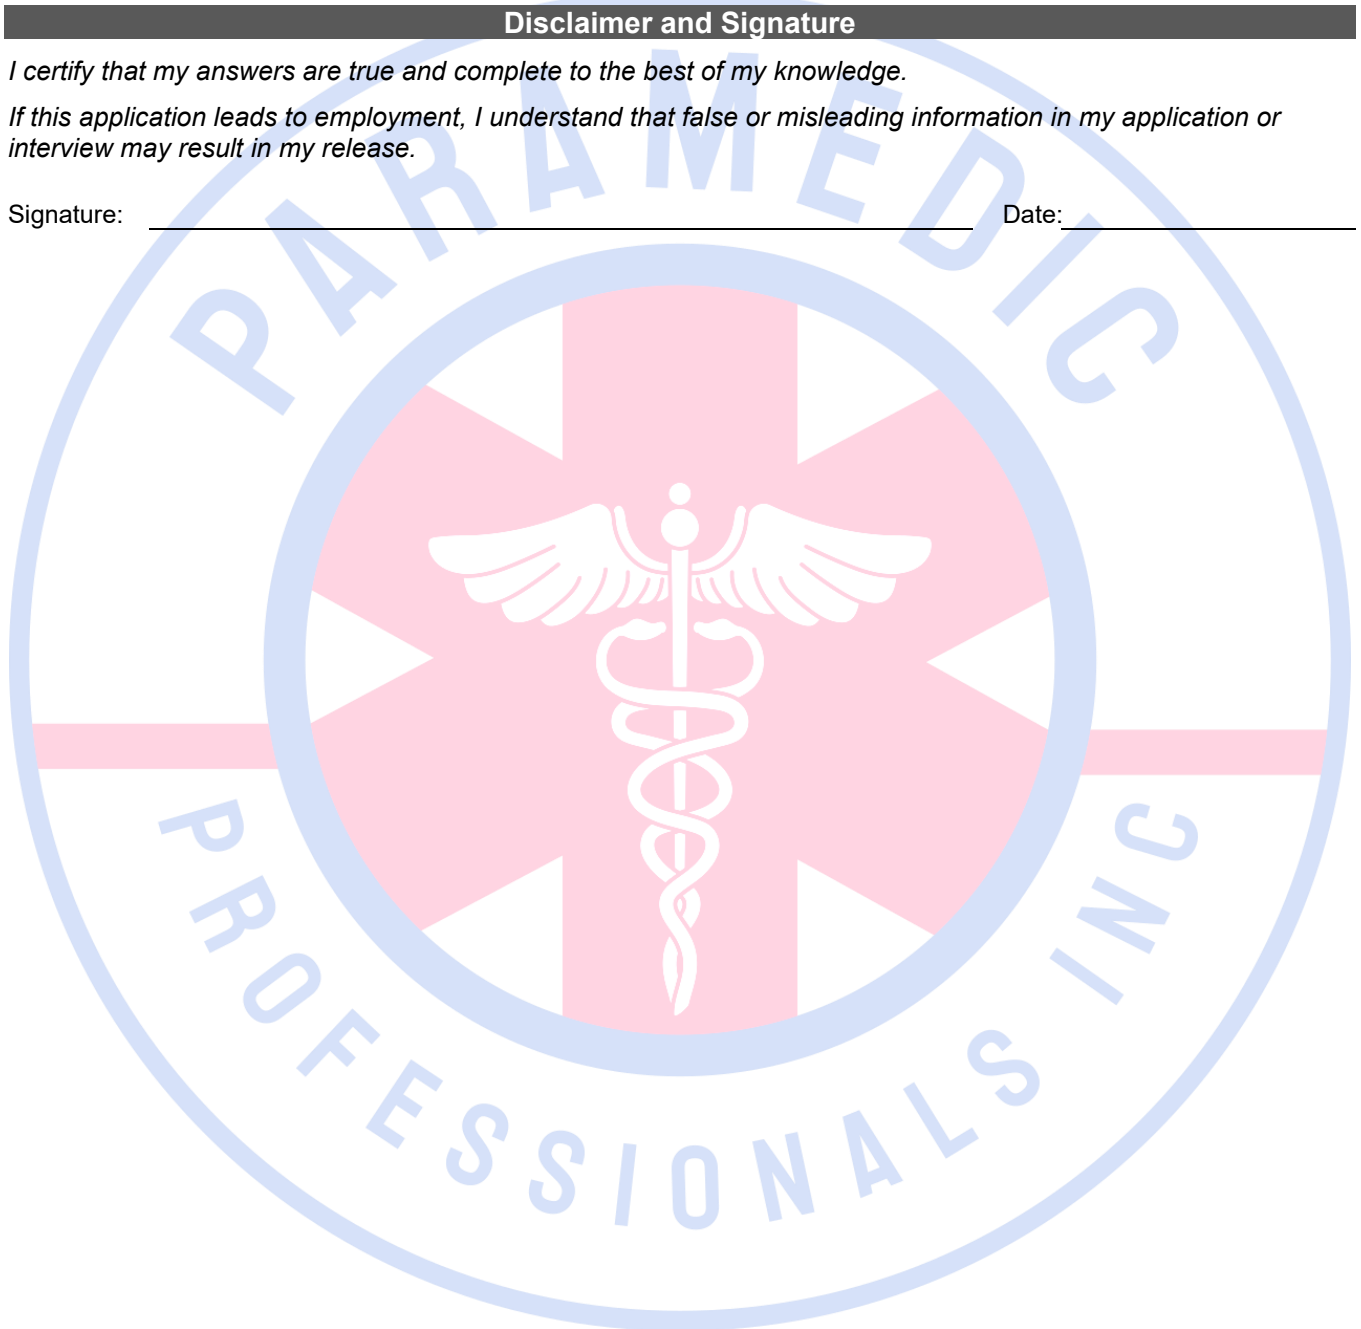 Disclaimer and Signature
I certify that my answers are true and complete to the best of my knowledge.
If this application leads to employment, I understand that false or misleading information in my application or
interview may result in my release.
Signature:
Date:
PARAMEDIC
PROFESSIONALS INC